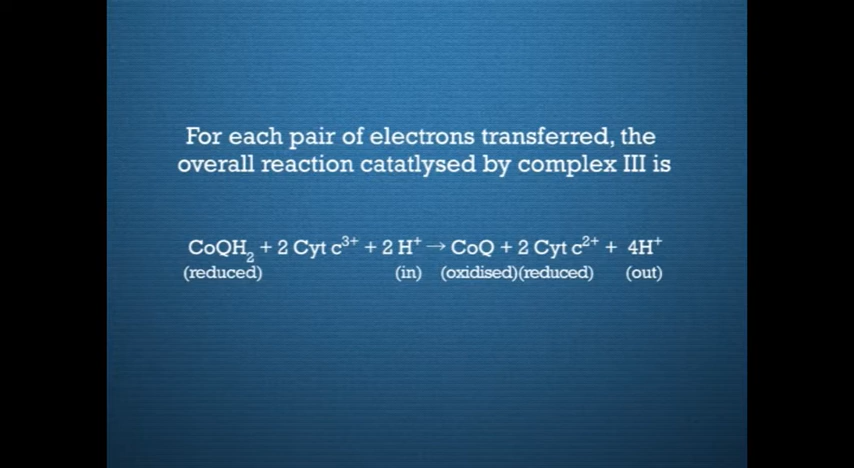 For each pair of electrons transferred, the
overall reaction catatlysed by complex III is
CoQH₂ + 2 Cyt c³⁺ + 2 H⁺ → CoQ + 2 Cyt c²⁺ + 4H⁺
(reduced) (in) (oxidised)(reduced) (out)